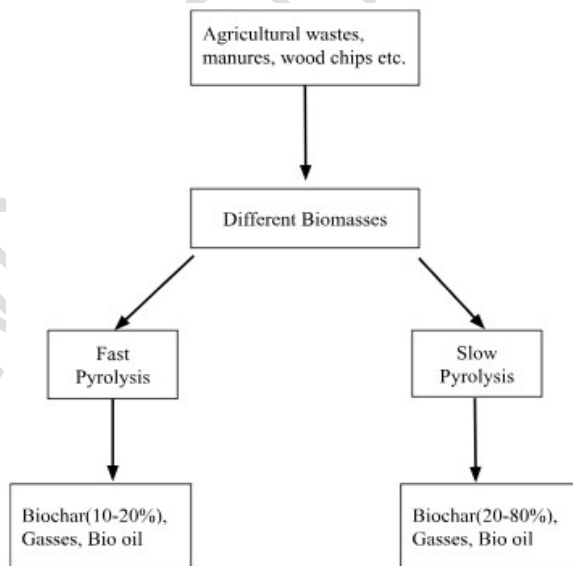 Agricultural wastes,
manures, wood chips etc.
Different Biomasses
Fast
Pyrolysis
Slow
Pyrolysis
Biochar(10-20%),
Gasses, Bio oil
Biochar(20-80%),
Gasses, Bio oil